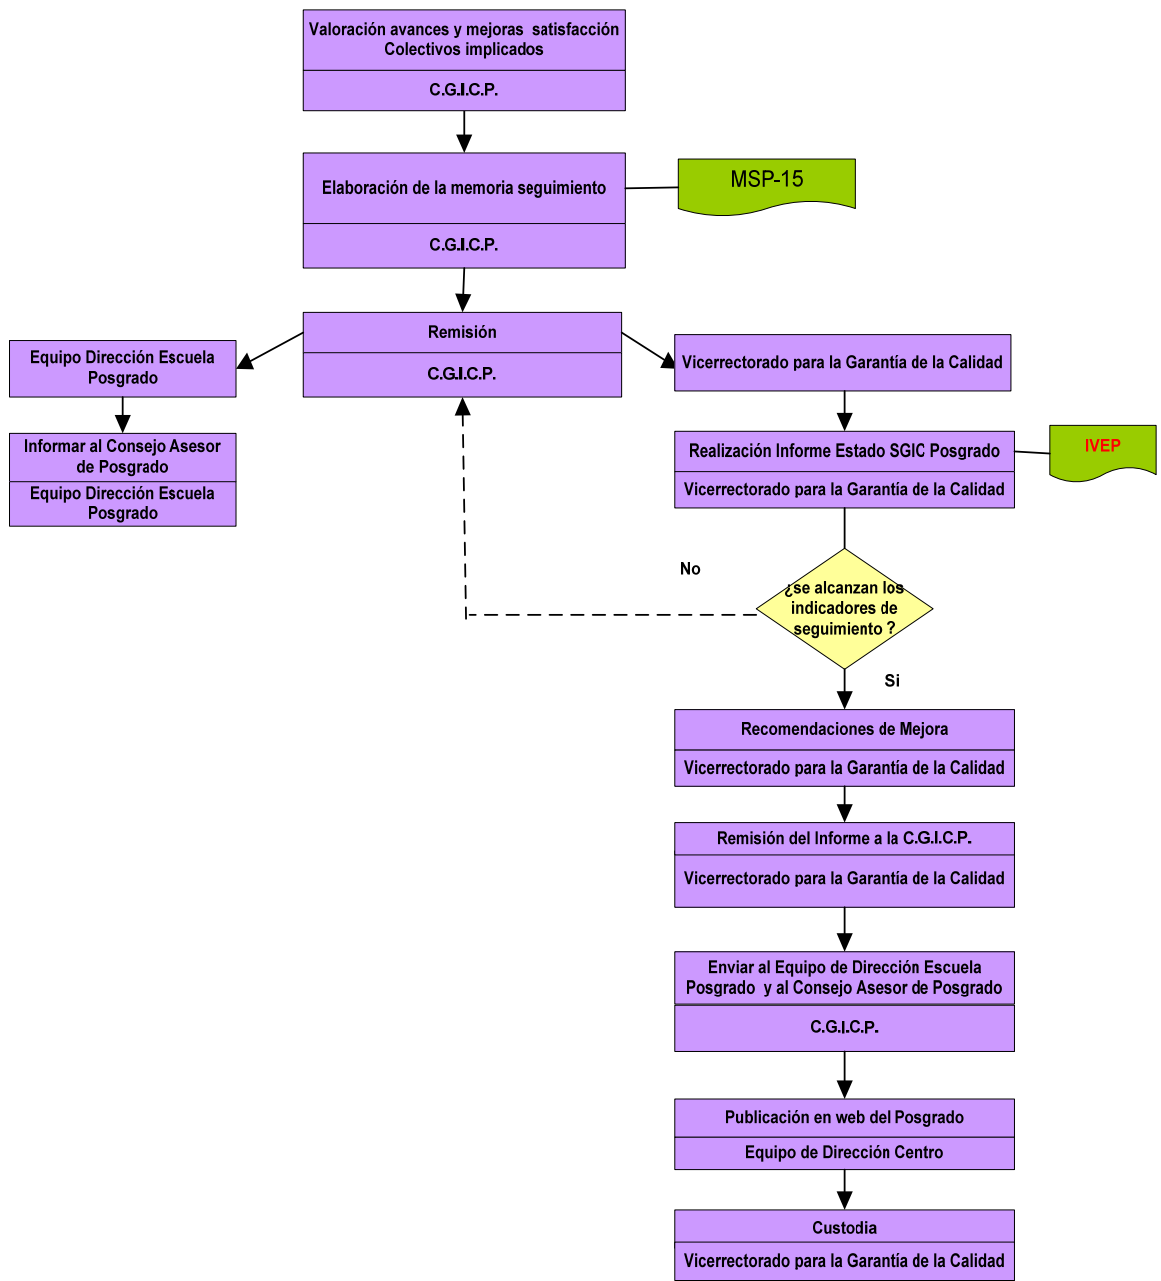 Valoración avances y mejoras satisfacción
Colectivos implicados
C.G.I.C.P.
Elaboración de la memoria seguimiento
C.G.I.C.P.
MSP-15
Remisión
C.G.I.C.P.
Equipo Dirección Escuela
Posgrado
Informar al Consejo Asesor
de Posgrado
Equipo Dirección Escuela
Posgrado
Vicerrectorado para la Garantía de la Calidad
Realización Informe Estado SGIC Posgrado
Vicerrectorado para la Garantía de la Calidad
IVEP
No
¿se alcanzan los
indicadores de
seguimiento ?
Si
Recomendaciones de Mejora
Vicerrectorado para la Garantía de la Calidad
Remisión del Informe a la C.G.I.C.P.
Vicerrectorado para la Garantía de la Calidad
Enviar al Equipo de Dirección Escuela
Posgrado y al Consejo Asesor de Posgrado
C.G.I.C.P.
Publicación en web del Posgrado
Equipo de Dirección Centro
Custodia
Vicerrectorado para la Garantía de la Calidad